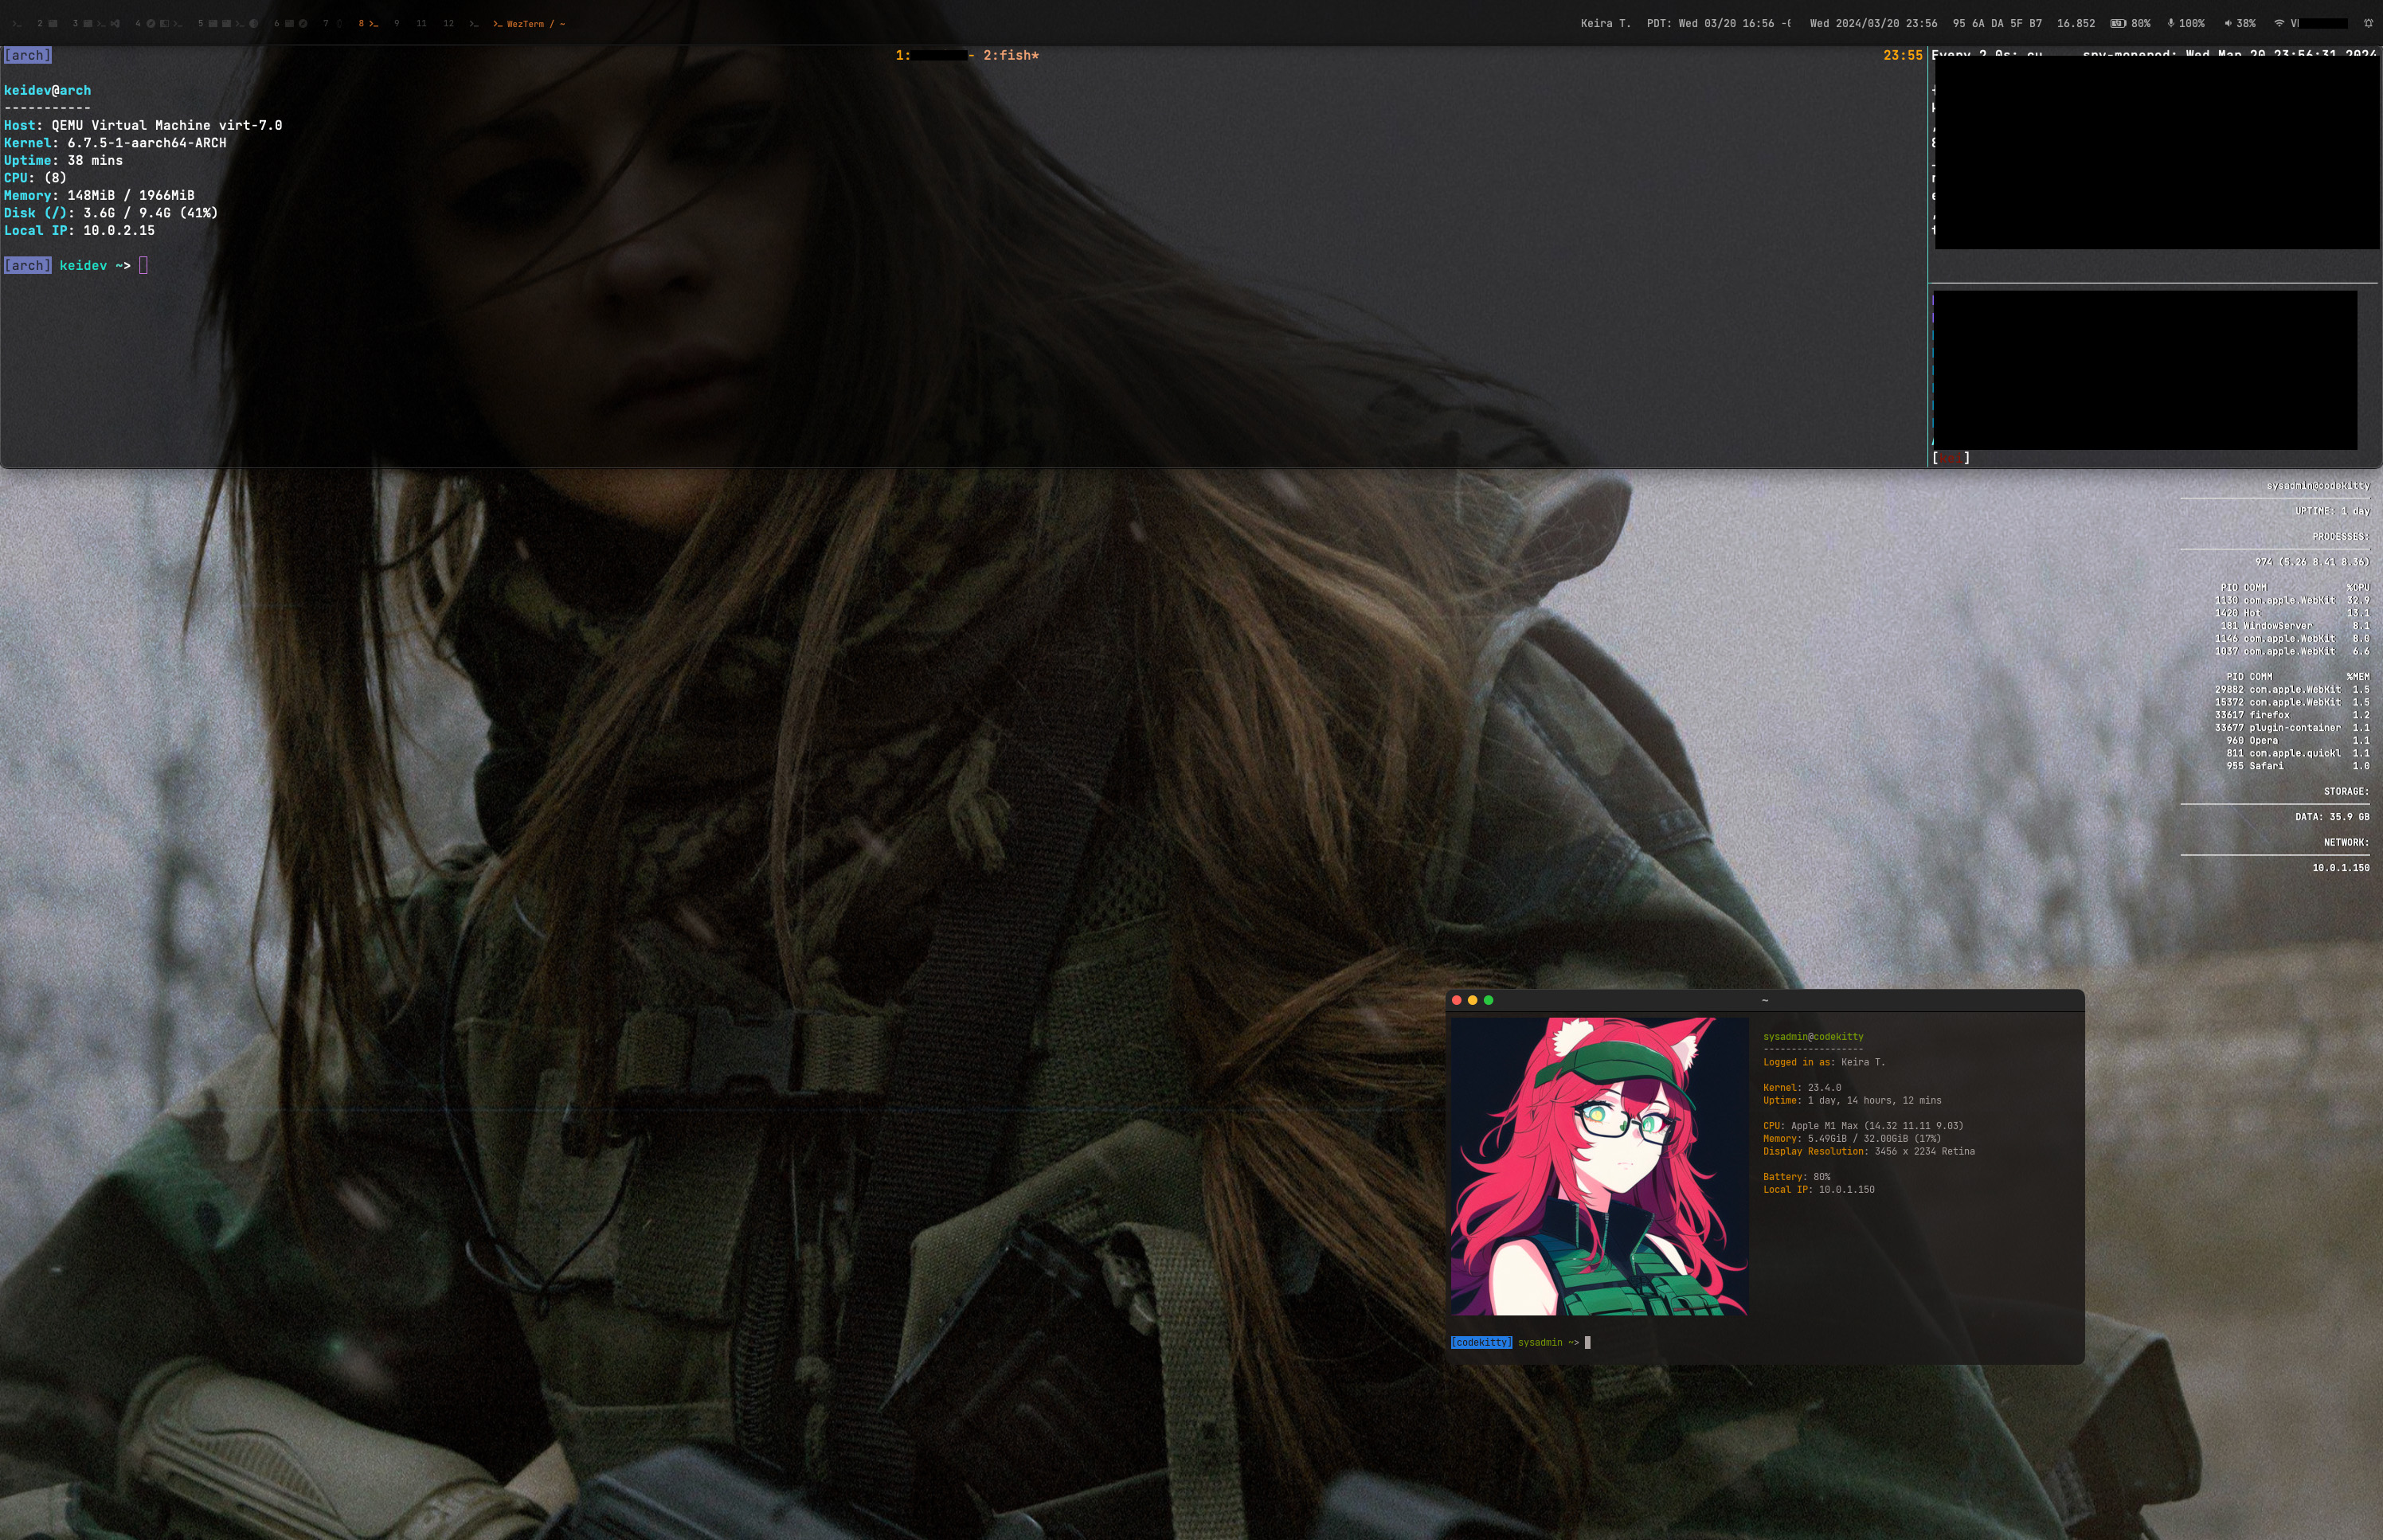 2 3 4 5 6 7 8 >_ 9 11 12 >_ >_ WezTerm / ~
Keira T. PDT: Wed 03/20 16:56 Wed 2024/03/20 23:56 95 6A DA 5F B7 16.852 80% 100% 38%
[arch]
1: - 2:fish*
23:55
keidev@arch
-----------
Host: QEMU Virtual Machine virt-7.0
Kernel: 6.7.5-1-aarch64-ARCH
Uptime: 38 mins
CPU: (8)
Memory: 148MiB / 1966MiB
Disk (/): 3.6G / 9.4G (41%)
Local IP: 10.0.2.15
[arch] keidev ~>
Every 2.0s: Wed Mar 20 23:56:31 2024
sysadmin@codekitty
UPTIME: 1 day
PROCESSES:
974 (5.26 8.41 8.36)
PID COMM %CPU
1130 com.apple.WebKit 32.9
1420 Hot 13.1
181 WindowServer 8.1
1146 com.apple.WebKit 8.0
1037 com.apple.WebKit 6.6
PID COMM %MEM
29882 com.apple.WebKit 1.5
15372 com.apple.WebKit 1.5
33617 firefox 1.2
33677 plugin-container 1.1
960 Opera 1.1
811 com.apple.quickl 1.1
955 Safari 1.0
STORAGE:
DATA: 35.9 GB
NETWORK:
10.0.1.150
~
sysadmin@codekitty
------------------
Logged in as: Keira T.
Kernel: 23.4.0
Uptime: 1 day, 14 hours, 12 mins
CPU: Apple M1 Max (14.32 11.11 9.03)
Memory: 5.49GiB / 32.00GiB (17%)
Display Resolution: 3456 x 2234 Retina
Battery: 80%
Local IP: 10.0.1.150
[codekitty] sysadmin ~>